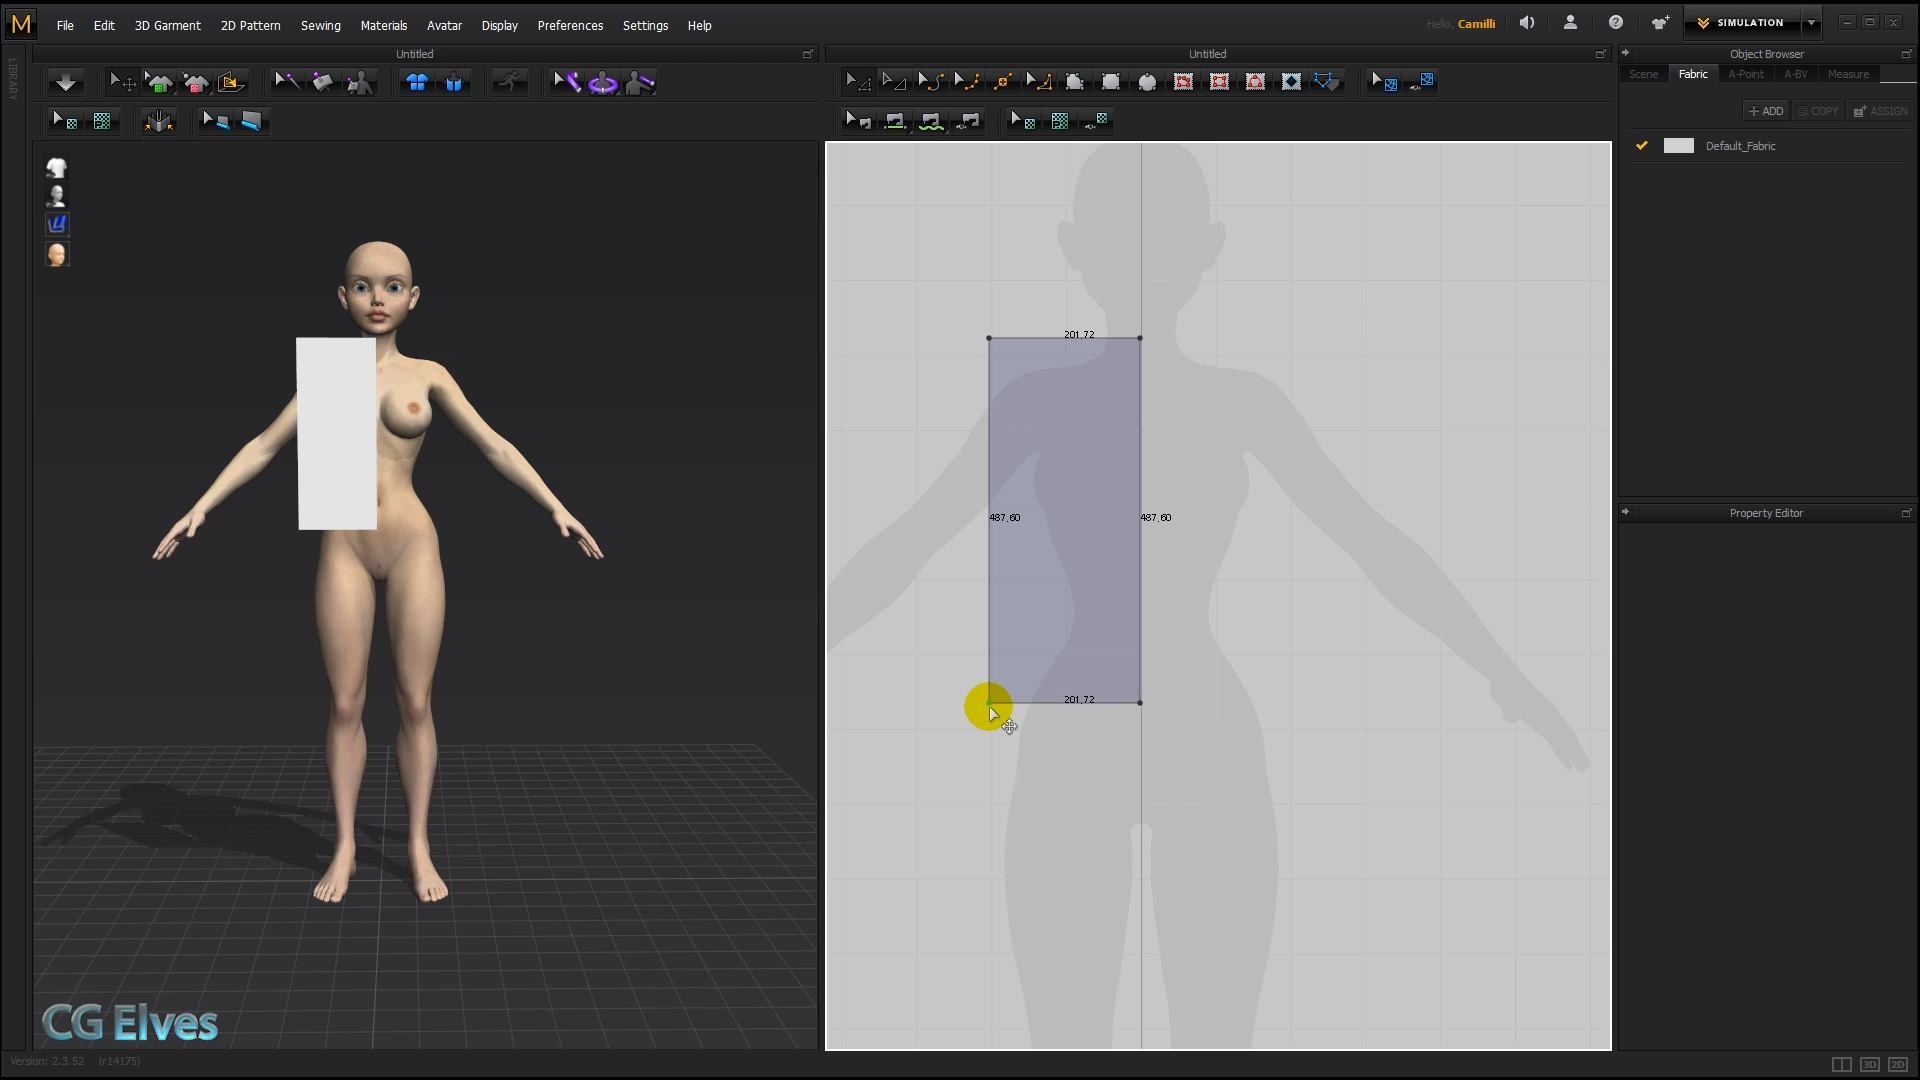 M File Edit 3D Garment 2D Pattern Sewing Materials Avatar Display Preferences Settings Help
Hello, Camilli
SIMULATION
Untitled
Untitled
Object Browser
Scene Fabric A-Point A-BV Measure
+ ADD COPY ASSIGN
Default_Fabric
LIBRARY
201,72
487,60 487,60
201,72
Property Editor
CG Elves
Version: 2.3.52 (r14175)
3D 2D